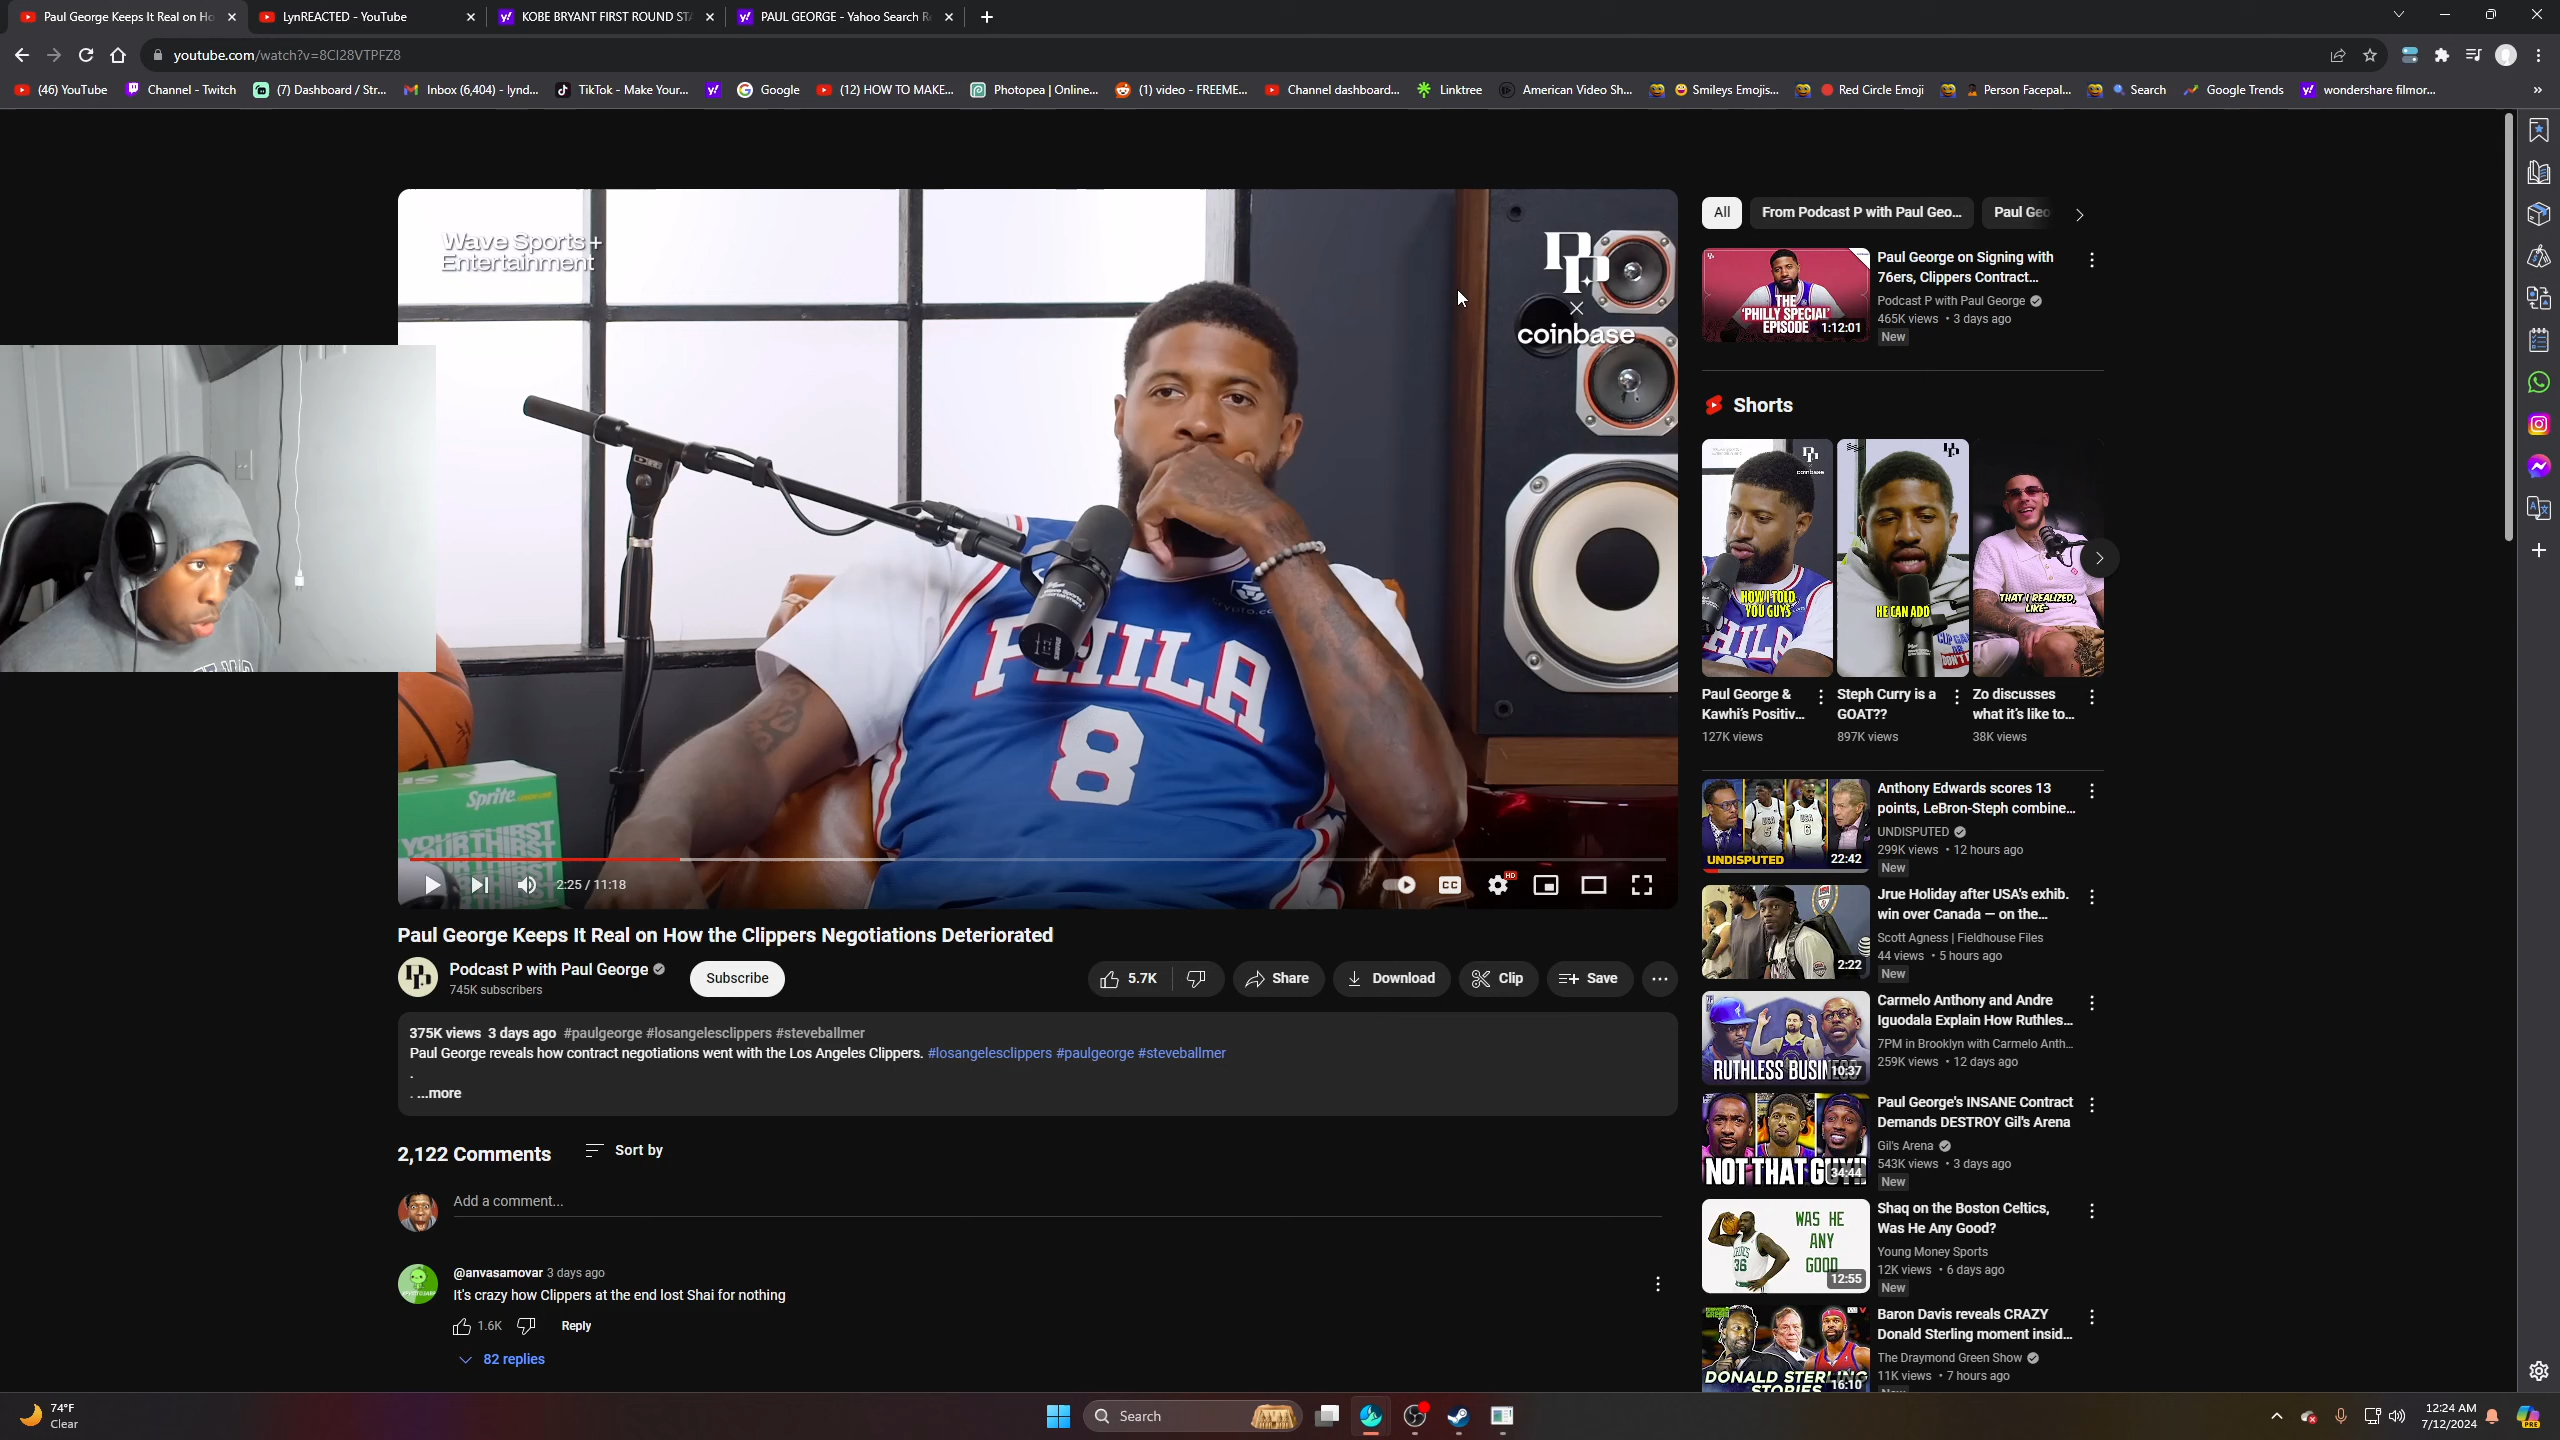 Paul George Keeps It Real on Ho
LynREACTED - YouTube
KOBE BRYANT FIRST ROUND STA
PAUL GEORGE - Yahoo Search Re
youtube.com/watch?v=8CI28VTPFZ8
(46) YouTube
Channel - Twitch
(7) Dashboard / Str...
Inbox (6,404) - lynd...
TikTok - Make Your...
Google
(12) HOW TO MAKE...
Photopea | Online...
(1) video - FREEME...
Channel dashboard...
Linktree
American Video Sh...
Smileys Emojis...
Red Circle Emoji
Person Facepal...
Search
Google Trends
wondershare filmor...
Wave Sports +
Entertainment
coinbase
PHILA
8
Sprite
YOUR THIRST
2:25 / 11:18
CC
HD
Paul George Keeps It Real on How the Clippers Negotiations Deteriorated
Podcast P with Paul George
745K subscribers
Subscribe
5.7K
Share
Download
Clip
Save
375K views 3 days ago #paulgeorge #losangelesclippers #steveballmer
Paul George reveals how contract negotiations went with the Los Angeles Clippers. #losangelesclippers #paulgeorge #steveballmer
.
. ...more
2,122 Comments
Sort by
Add a comment...
@anvasamovar 3 days ago
It's crazy how Clippers at the end lost Shai for nothing
1.6K
Reply
82 replies
All
From Podcast P with Paul Geo...
Paul Geo
THE
'PHILLY SPECIAL'
EPISODE
1:12:01
Paul George on Signing with
76ers, Clippers Contract...
Podcast P with Paul George
465K views • 3 days ago
New
Shorts
HOW I TOLD
YOU GUYS
HE CAN ADD
THAT I REALIZED,
LIKE-
Paul George &
Kawhi's Positiv...
127K views
Steph Curry is a
GOAT??
897K views
Zo discusses
what it's like to...
38K views
UNDISPUTED
22:42
Anthony Edwards scores 13
points, LeBron-Steph combine...
UNDISPUTED
299K views • 12 hours ago
New
2:22
Jrue Holiday after USA's exhib.
win over Canada — on the...
Scott Agness | Fieldhouse Files
44 views • 5 hours ago
New
RUTHLESS BUSINESS
10:37
Carmelo Anthony and Andre
Iguodala Explain How Ruthles...
7PM in Brooklyn with Carmelo Anth...
259K views • 12 days ago
NOT THAT GUY!!
34:44
Paul George's INSANE Contract
Demands DESTROY Gil's Arena
Gil's Arena
543K views • 3 days ago
New
WAS HE
ANY
GOOD
12:55
Shaq on the Boston Celtics,
Was He Any Good?
Young Money Sports
12K views • 6 days ago
New
DONALD STERLING
STORIES
16:10
Baron Davis reveals CRAZY
Donald Sterling moment insid...
The Draymond Green Show
11K views • 7 hours ago
74°F
Clear
Search
12:24 AM
7/12/2024